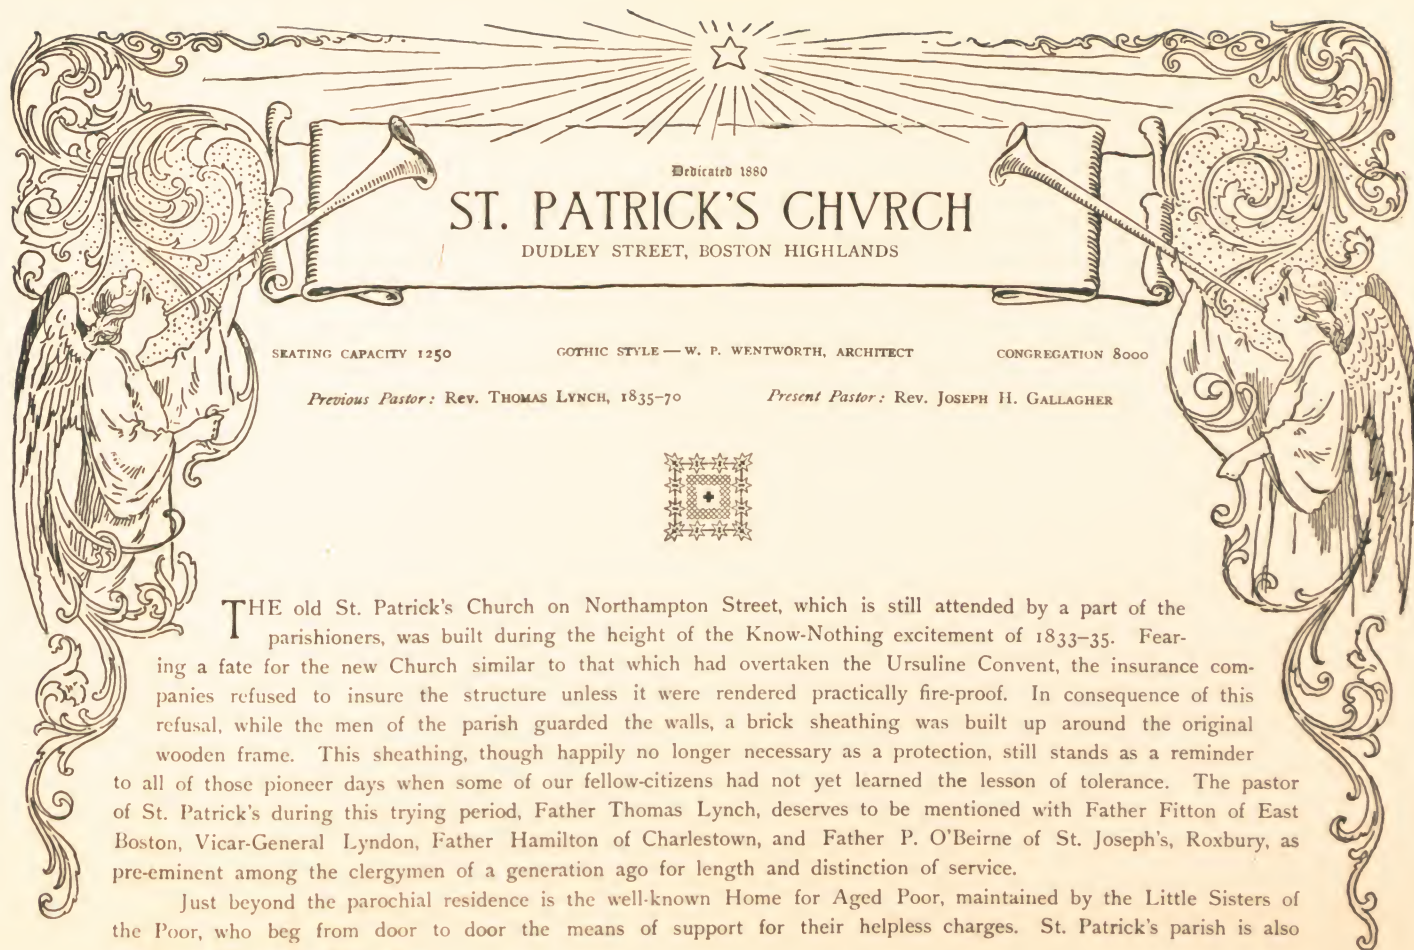 Dedicated 1880
ST. PATRICK'S CHVRCH
DUDLEY STREET, BOSTON HIGHLANDS
SEATING CAPACITY 1250 GOTHIC STYLE — W. P. WENTWORTH, ARCHITECT CONGREGATION 8000
Previous Pastor: Rev. Thomas Lynch, 1835-70 Present Pastor: Rev. Joseph H. Gallagher
THE old St. Patrick's Church on Northampton Street, which is still attended by a part of the
parishioners, was built during the height of the Know-Nothing excitement of 1833-35. Fear-
ing a fate for the new Church similar to that which had overtaken the Ursuline Convent, the insurance com-
panies refused to insure the structure unless it were rendered practically fire-proof. In consequence of this
refusal, while the men of the parish guarded the walls, a brick sheathing was built up around the original
wooden frame. This sheathing, though happily no longer necessary as a protection, still stands as a reminder
to all of those pioneer days when some of our fellow-citizens had not yet learned the lesson of tolerance. The pastor
of St. Patrick's during this trying period, Father Thomas Lynch, deserves to be mentioned with Father Fitton of East
Boston, Vicar-General Lyndon, Father Hamilton of Charlestown, and Father P. O'Beirne of St. Joseph's, Roxbury, as
pre-eminent among the clergymen of a generation ago for length and distinction of service.
Just beyond the parochial residence is the well-known Home for Aged Poor, maintained by the Little Sisters of
the Poor, who beg from door to door the means of support for their helpless charges. St. Patrick's parish is also